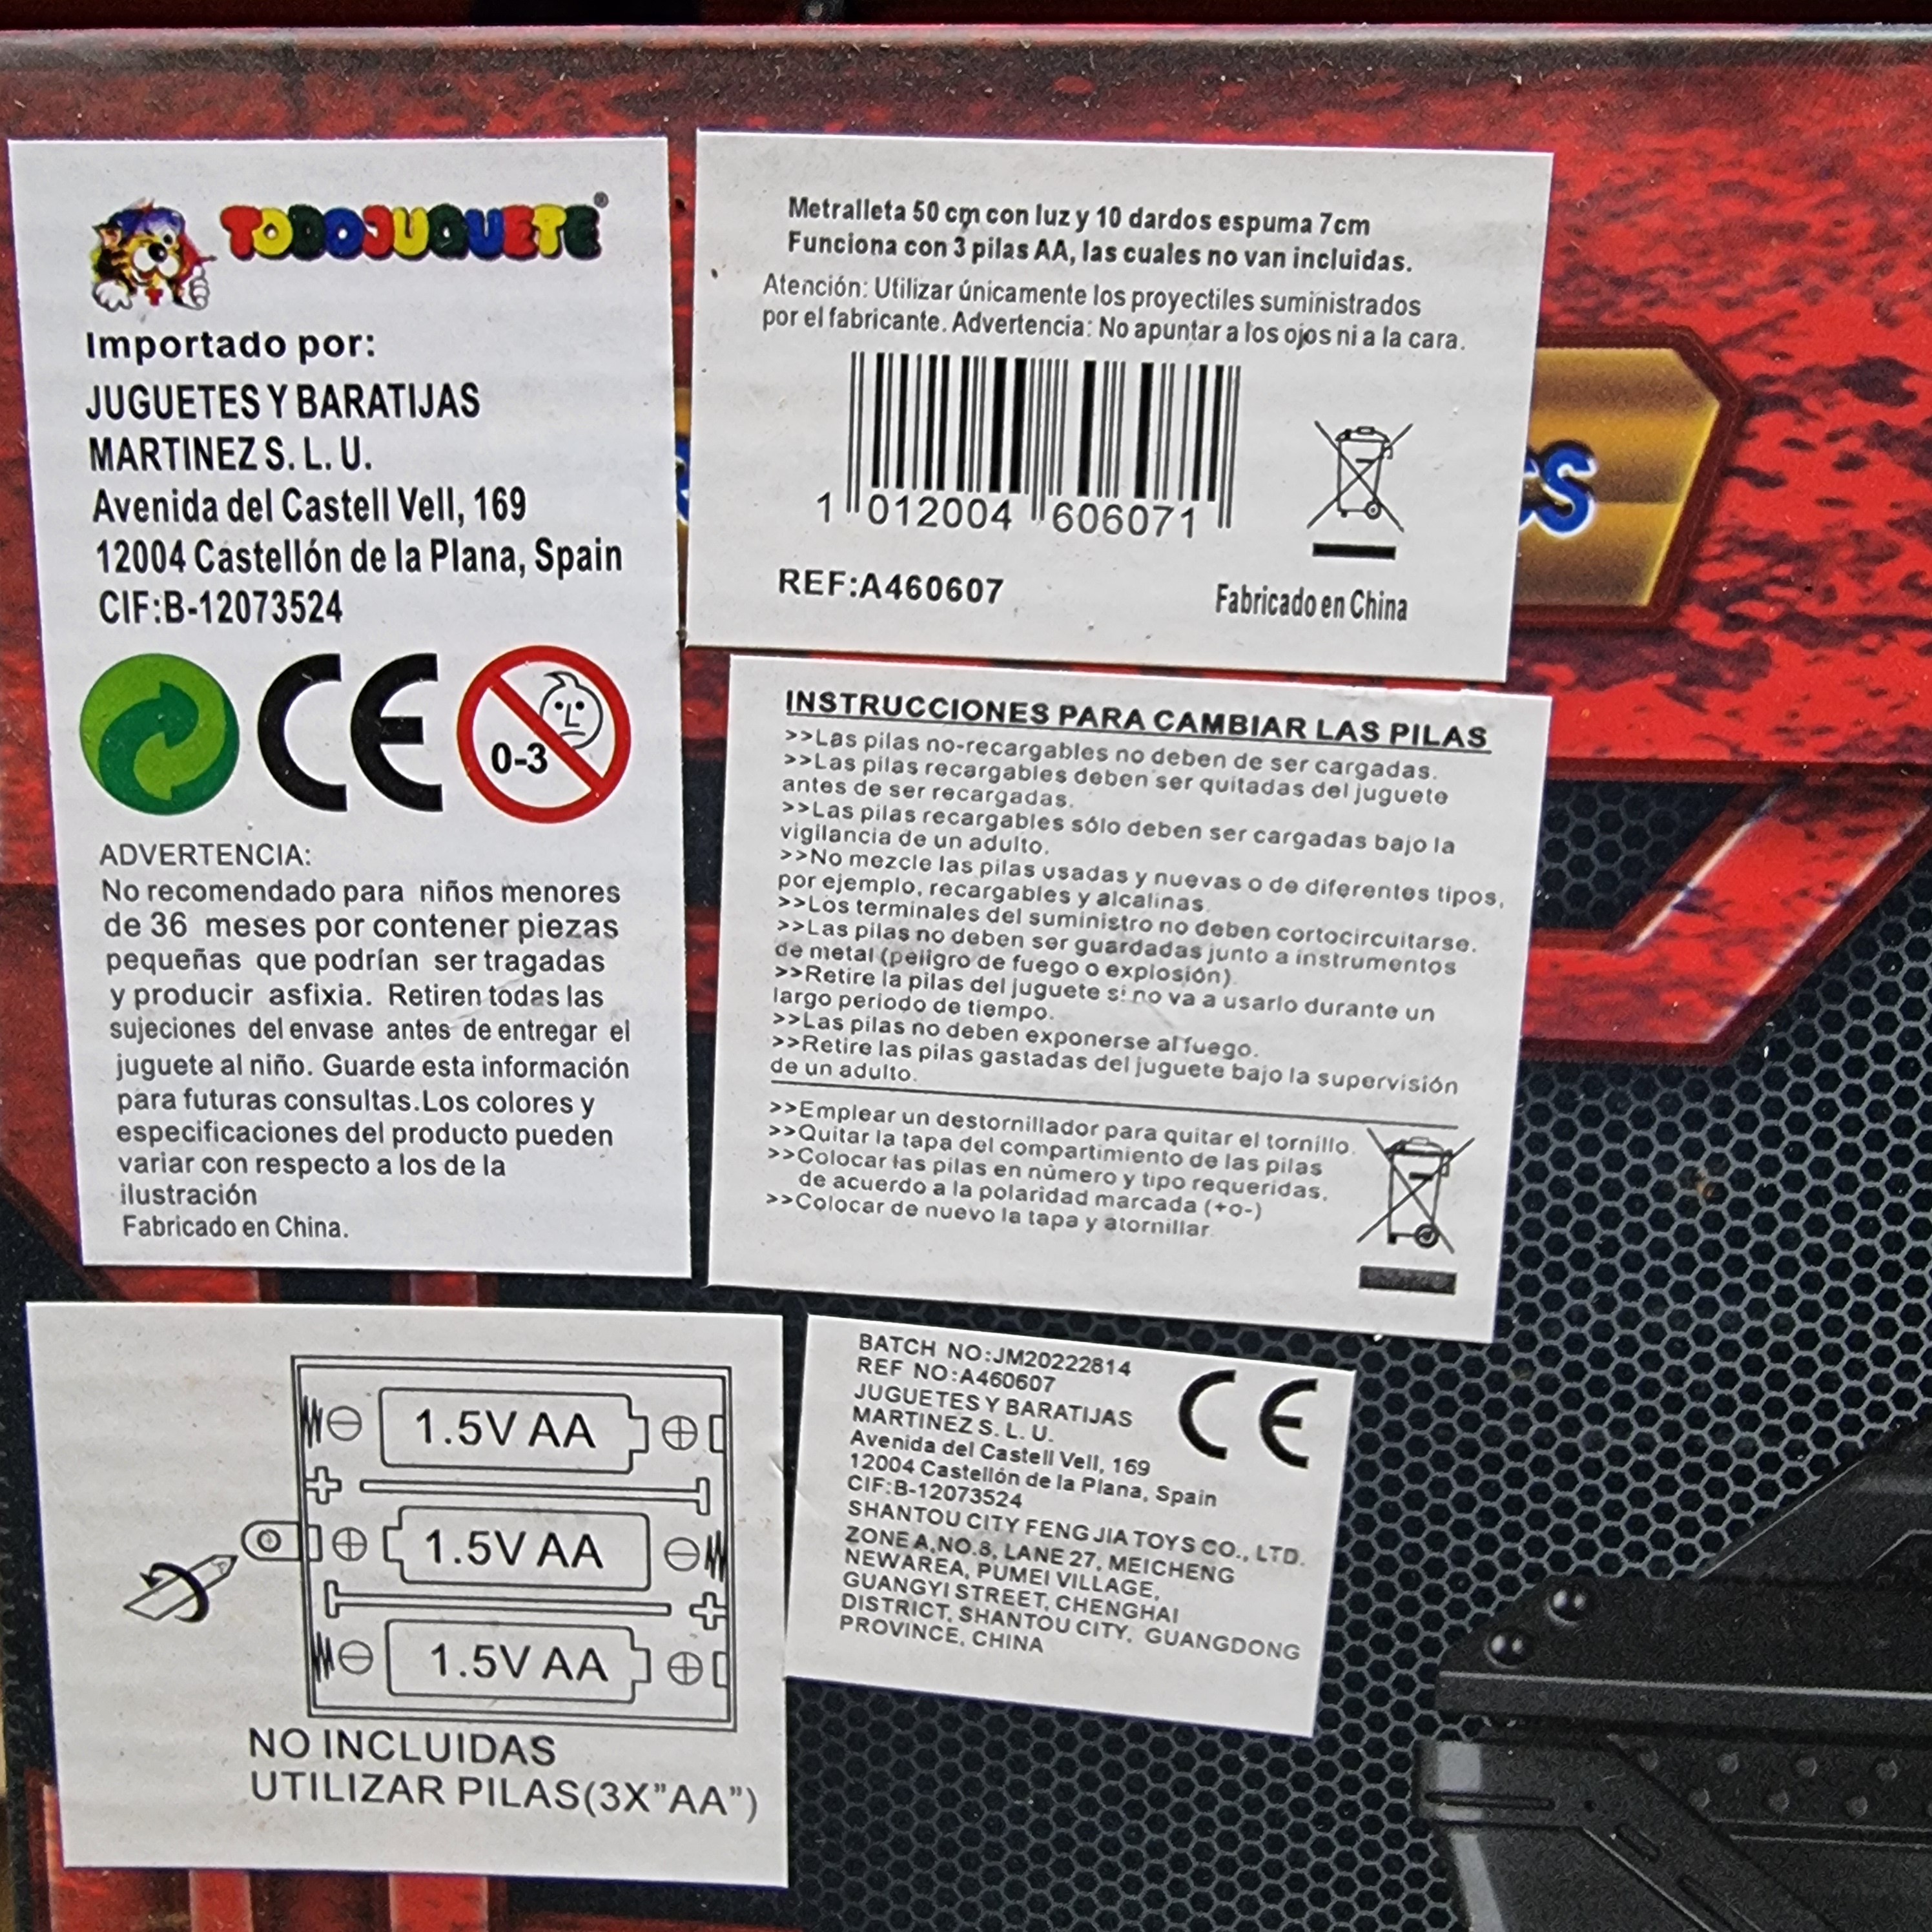 TODOJUGUETE®
Importado por:
JUGUETES Y BARATIJAS
MARTINEZ S. L. U.
Avenida del Castell Vell, 169
12004 Castellón de la Plana, Spain
CIF:B-12073524
CE
0-3
ADVERTENCIA:
No recomendado para niños menores
de 36 meses por contener piezas
pequeñas que podrían ser tragadas
y producir asfixia. Retiren todas las
sujeciones del envase antes de entregar el
juguete al niño. Guarde esta información
para futuras consultas.Los colores y
especificaciones del producto pueden
variar con respecto a los de la
ilustración
Fabricado en China.
Metralleta 50 cm con luz y 10 dardos espuma 7cm
Funciona con 3 pilas AA, las cuales no van incluidas.
Atención: Utilizar únicamente los proyectiles suministrados
por el fabricante. Advertencia: No apuntar a los ojos ni a la cara.
1 012004 606071
REF:A460607
Fabricado en China
INSTRUCCIONES PARA CAMBIAR LAS PILAS
>>Las pilas no-recargables no deben de ser cargadas.
>>Las pilas recargables deben ser quitadas del juguete
antes de ser recargadas.
>>Las pilas recargables sólo deben ser cargadas bajo la
vigilancia de un adulto.
>>No mezcle las pilas usadas y nuevas o de diferentes tipos,
por ejemplo, recargables y alcalinas.
>>Los terminales del suministro no deben cortocircuitarse.
>>Las pilas no deben ser guardadas junto a instrumentos
de metal (peligro de fuego o explosión).
>>Retire la pilas del juguete si no va a usarlo durante un
largo periodo de tiempo.
>>Las pilas no deben exponerse al fuego.
>>Retire las pilas gastadas del juguete bajo la supervisión
de un adulto.
>>Emplear un destornillador para quitar el tornillo.
>>Quitar la tapa del compartimiento de las pilas
>>Colocar las pilas en número y tipo requeridas,
de acuerdo a la polaridad marcada (+o-)
>>Colocar de nuevo la tapa y atornillar.
1.5V AA
1.5V AA
1.5V AA
NO INCLUIDAS
UTILIZAR PILAS(3X"AA")
BATCH NO:JM20222814
REF NO:A460607
JUGUETES Y BARATIJAS
MARTINEZ S. L. U.
Avenida del Castell Vell, 169
12004 Castellón de la Plana, Spain
CIF:B-12073524
SHANTOU CITY FENG JIA TOYS CO., LTD.
ZONE A,NO.8, LANE 27, MEICHENG
NEWAREA, PUMEI VILLAGE,
GUANGYI STREET, CHENGHAI
DISTRICT, SHANTOU CITY, GUANGDONG
PROVINCE, CHINA
CE